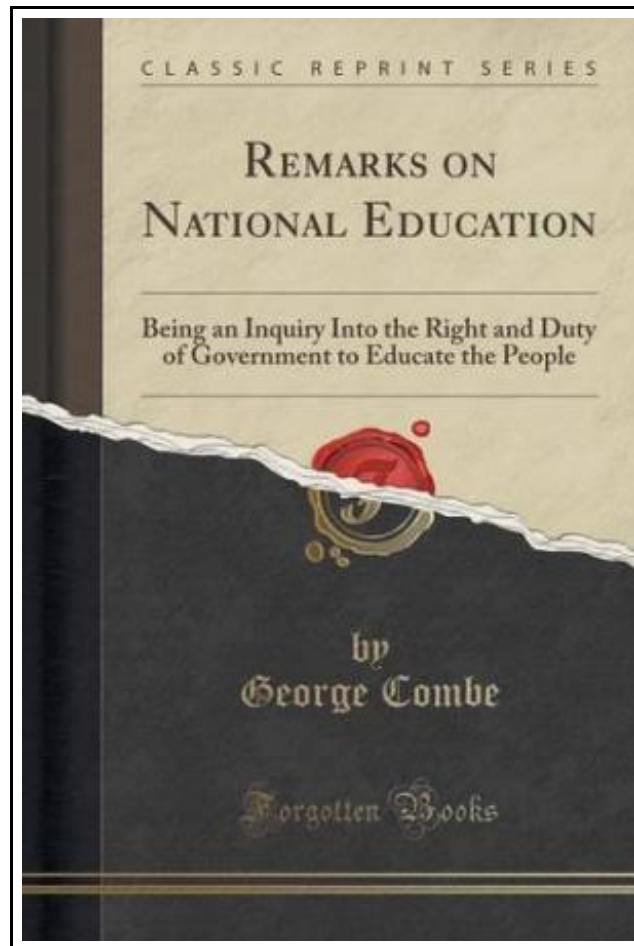 CLASSIC REPRINT SERIES
REMARKS ON
NATIONAL EDUCATION
Being an Inquiry Into the Right and Duty
of Government to Educate the People
F
by
George Combe
Forgotten Books